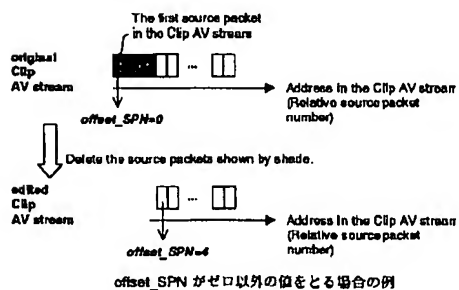 The first source packet
in the Clip AV stream
original
Clip
AV stream
...
Address in the Clip AV stream
(Relative source packet
number)
offset_SPN=0
Delete the source packets shown by shade.
edited
Clip
AV stream
...
Address in the Clip AV stream
(Relative source packet
number)
offset_SPN=4
offset_SPN がゼロ以外の値をとる場合の例